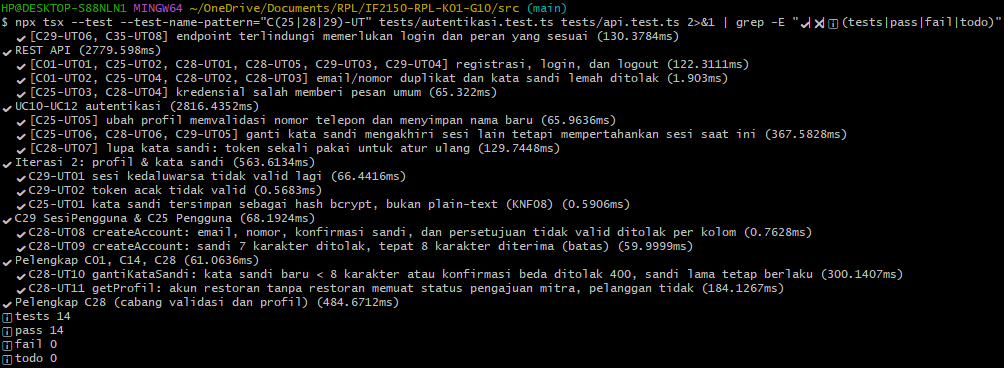 HP@DESKTOP-S88NLN1 MINGW64 ~/OneDrive/Documents/RPL/IF2150-RPL-K01-G10/src (main)
$ npx tsx --test --test-name-pattern="C(25|28|29)-UT" tests/autentikasi.test.ts tests/api.test.ts 2>&1 | grep -E "✔|✖|ℹ (tests|pass|fail|todo)"
✔ [C29-UT06, C35-UT08] endpoint terlindungi memerlukan login dan peran yang sesuai (130.3784ms)
✔ REST API (2779.598ms)
✔ [C01-UT01, C25-UT02, C28-UT01, C28-UT05, C29-UT03, C29-UT04] registrasi, login, dan logout (122.3111ms)
✔ [C01-UT02, C25-UT04, C28-UT02, C28-UT03] email/nomor duplikat dan kata sandi lemah ditolak (1.903ms)
✔ [C25-UT03, C28-UT04] kredensial salah memberi pesan umum (65.322ms)
✔ UC10-UC12 autentikasi (2816.4352ms)
✔ [C25-UT05] ubah profil memvalidasi nomor telepon dan menyimpan nama baru (65.9636ms)
✔ [C25-UT06, C28-UT06, C29-UT05] ganti kata sandi mengakhiri sesi lain tetapi mempertahankan sesi saat ini (367.5828ms)
✔ [C28-UT07] lupa kata sandi: token sekali pakai untuk atur ulang (129.7448ms)
✔ Iterasi 2: profil & kata sandi (563.6134ms)
✔ C29-UT01 sesi kedaluwarsa tidak valid lagi (66.4416ms)
✔ C29-UT02 token acak tidak valid (0.5683ms)
✔ C25-UT01 kata sandi tersimpan sebagai hash bcrypt, bukan plain-text (KNF08) (0.5906ms)
✔ C29 SesiPengguna & C25 Pengguna (68.1924ms)
✔ C28-UT08 createAccount: email, nomor, konfirmasi sandi, dan persetujuan tidak valid ditolak per kolom (0.7628ms)
✔ C28-UT09 createAccount: sandi 7 karakter ditolak, tepat 8 karakter diterima (batas) (59.9999ms)
✔ Pelengkap C01, C14, C28 (61.0636ms)
✔ C28-UT10 gantiKataSandi: kata sandi baru < 8 karakter atau konfirmasi beda ditolak 400, sandi lama tetap berlaku (300.1407ms)
✔ C28-UT11 getProfil: akun restoran tanpa restoran memuat status pengajuan mitra, pelanggan tidak (184.1267ms)
✔ Pelengkap C28 (cabang validasi dan profil) (484.6712ms)
ℹ tests 14
ℹ pass 14
ℹ fail 0
ℹ todo 0